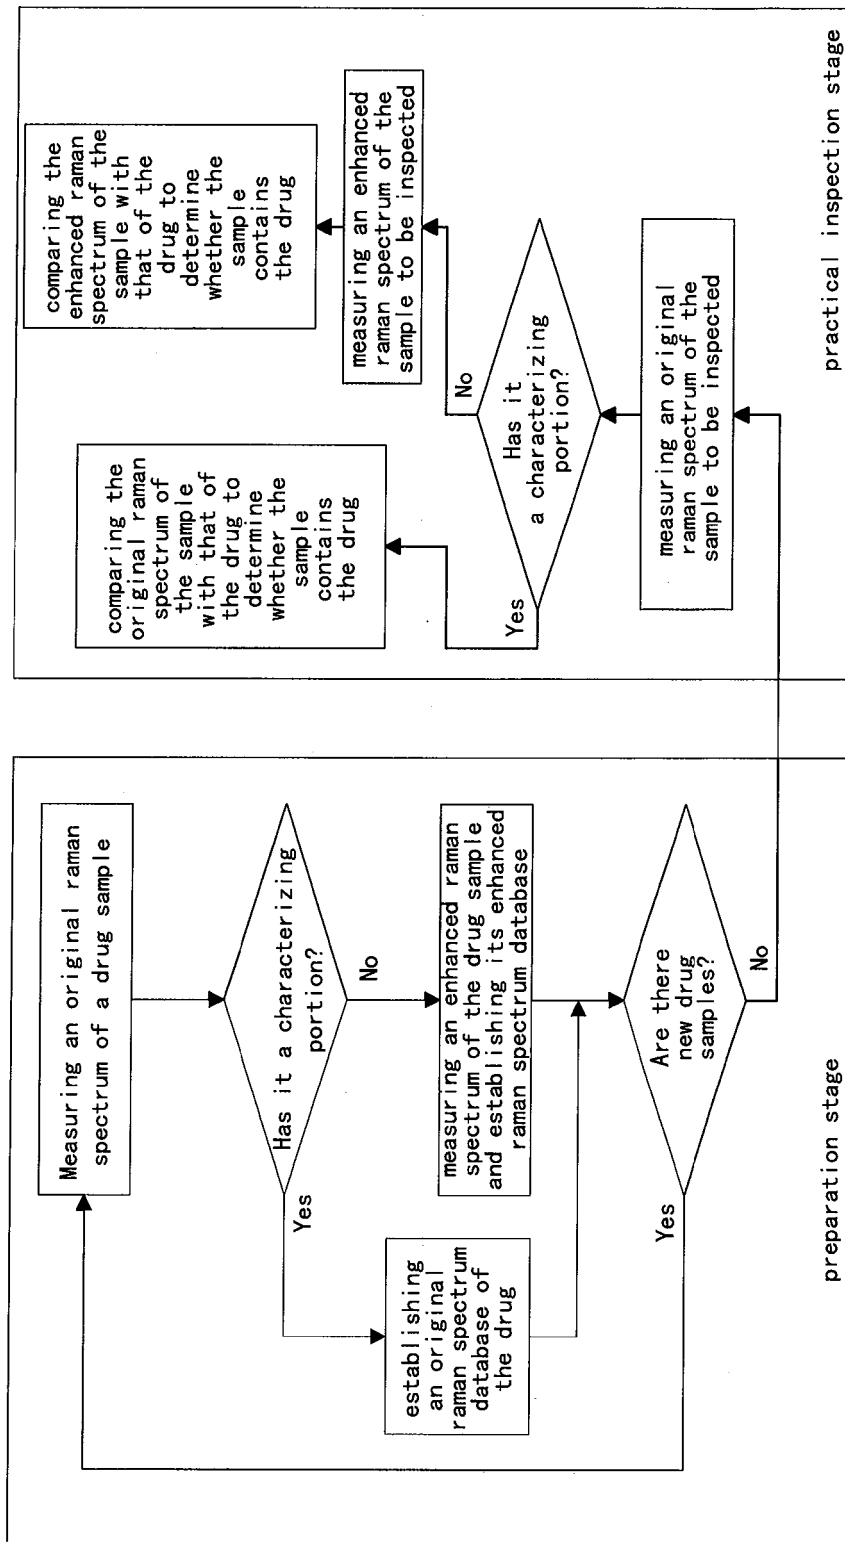 Measuring an original raman
spectrum of a drug sample
Has it a characterizing
portion?
Yes
No
establishing
an original
raman spectrum
database of
the drug
measuring an enhanced raman
spectrum of the drug sample
and establishing its enhanced
raman spectrum database
Are there
new drug
samples?
Yes
No
preparation stage
comparing the
original raman
spectrum of
the sample
with that of
the drug to
determine
whether the
sample
contains
the drug
comparing the
enhanced raman
spectrum of the
sample with
that of the
drug to
determine
whether the
sample
contains
the drug
measuring an enhanced
raman spectrum of the
sample to be inspected
Yes
No
Has it
a characterizing
portion?
measuring an original
raman spectrum of the
sample to be inspected
practical inspection stage